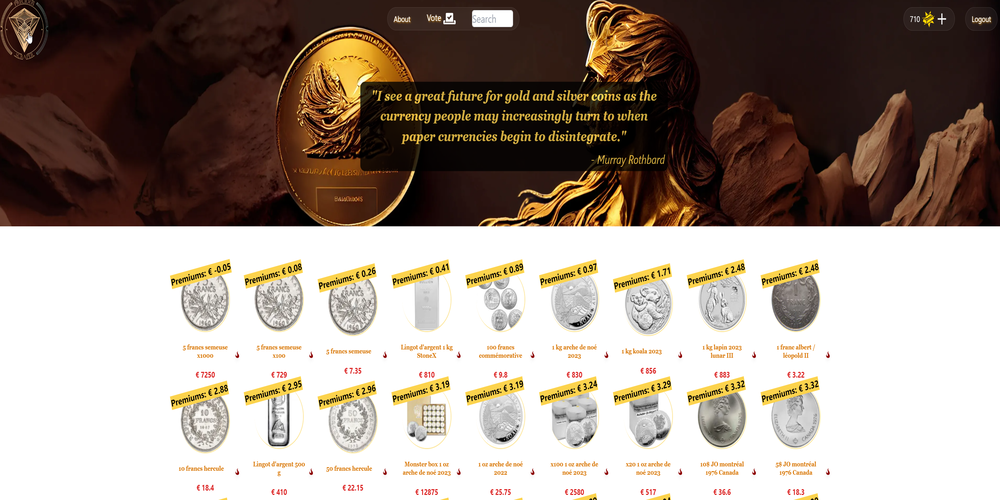 About
Vote
Search
710
Logout
"I see a great future for gold and silver coins as the
currency people may increasingly turn to when
paper currencies begin to disintegrate."
- Murray Rothbard
Premiums: € -0.05
Premiums: € 0.08
Premiums: € 0.26
Premiums: € 0.41
Premiums: € 0.89
Premiums: € 0.97
Premiums: € 1.71
Premiums: € 2.48
Premiums: € 2.48
5 francs semeuse
x1000
5 francs semeuse
x100
5 francs semeuse
Lingot d'argent 1 kg
StoneX
100 francs
commémorative
1 kg arche de noé
2023
1 kg koala 2023
1 kg lapin 2023
lunar III
1 franc albert /
léopold II
€ 7250
€ 729
€ 7.35
€ 810
€ 9.8
€ 830
€ 856
€ 883
€ 3.22
Premiums: € 2.88
Premiums: € 2.95
Premiums: € 2.96
Premiums: € 3.19
Premiums: € 3.19
Premiums: € 3.24
Premiums: € 3.29
Premiums: € 3.32
Premiums: € 3.32
10 francs hercule
Lingot d'argent 500
g
50 francs hercule
Monster box 1 oz
arche de noé 2023
1 oz arche de noé
2022
x100 1 oz arche de
noé 2023
x20 1 oz arche de
noé 2023
10$ JO montréal
1976 Canada
5$ JO montréal
1976 Canada
€ 18.4
€ 410
€ 22.15
€ 12875
€ 25.75
€ 2580
€ 517
€ 36.6
€ 18.3